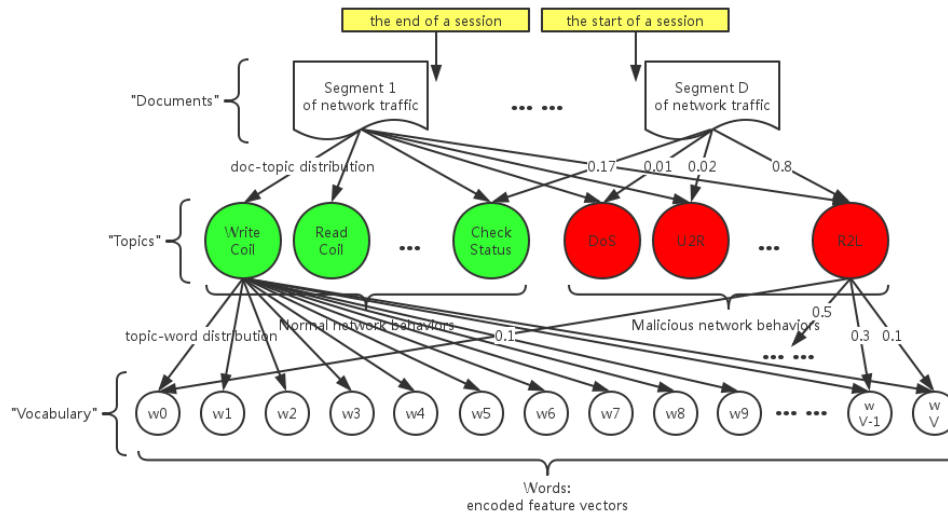 the end of a session
the start of a session
"Documents"
Segment 1
of network traffic
... ...
Segment D
of network traffic
doc-topic distribution
0.17
0.01
0.02
0.8
"Topics"
Write
Coil
Read
Coil
...
Check
Status
DoS
U2R
...
R2L
Normal network behaviors
Malicious network behaviors
topic-word distribution
0.1
0.5
0.3
0.1
... ...
"Vocabulary"
w0
w1
w2
w3
w4
w5
w6
w7
w8
w9
... ...
w
V-1
w
V
Words:
encoded feature vectors